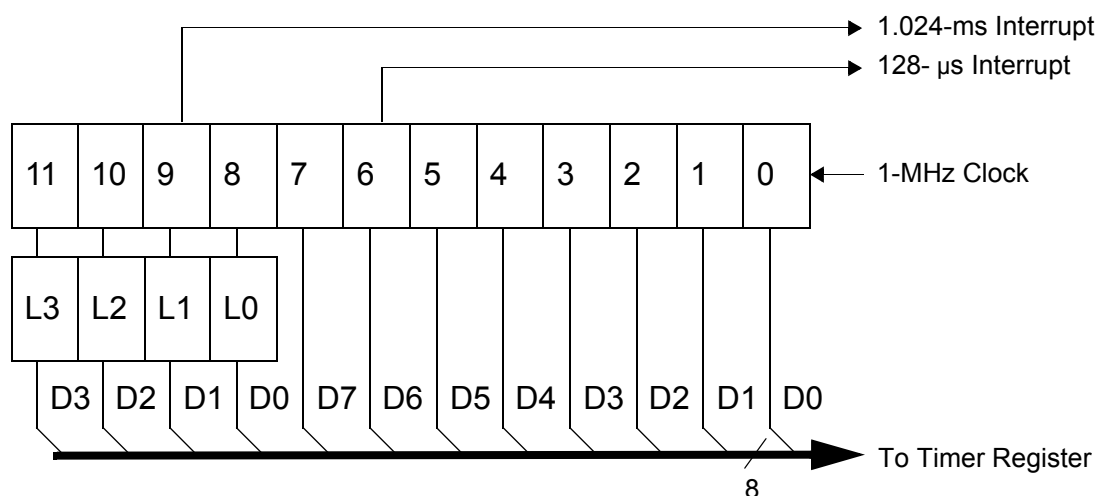 1.024-ms Interrupt
128- µs Interrupt
11 10 9 8 7 6 5 4 3 2 1 0
1-MHz Clock
L3 L2 L1 L0
D3 D2 D1 D0 D7 D6 D5 D4 D3 D2 D1 D0
To Timer Register
8